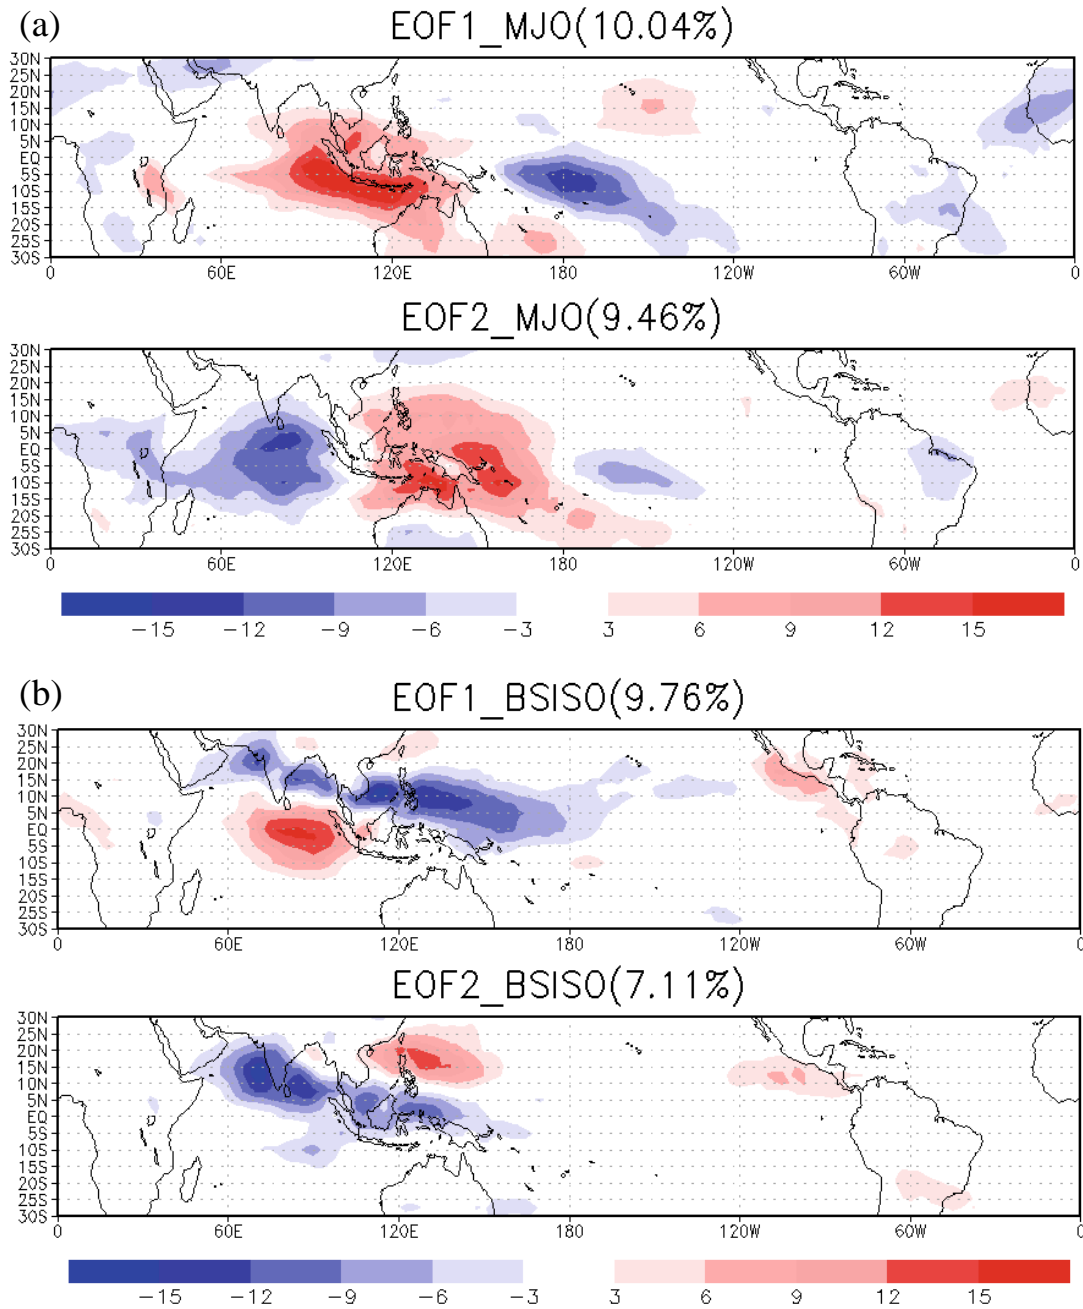 (a)
EOF1_MJO(10.04%)
30N
25N
20N
15N
10N
5N
EQ
5S
10S
15S
20S
25S
30S
0 60E 120E 180 120W 60W 0
EOF2_MJO(9.46%)
30N
25N
20N
15N
10N
5N
EQ
5S
10S
15S
20S
25S
30S
0 60E 120E 180 120W 60W 0
−15 −12 −9 −6 −3 3 6 9 12 15
(b)
EOF1_BSISO(9.76%)
30N
25N
20N
15N
10N
5N
EQ
5S
10S
15S
20S
25S
30S
0 60E 120E 180 120W 60W 0
EOF2_BSISO(7.11%)
30N
25N
20N
15N
10N
5N
EQ
5S
10S
15S
20S
25S
30S
0 60E 120E 180 120W 60W 0
−15 −12 −9 −6 −3 3 6 9 12 15